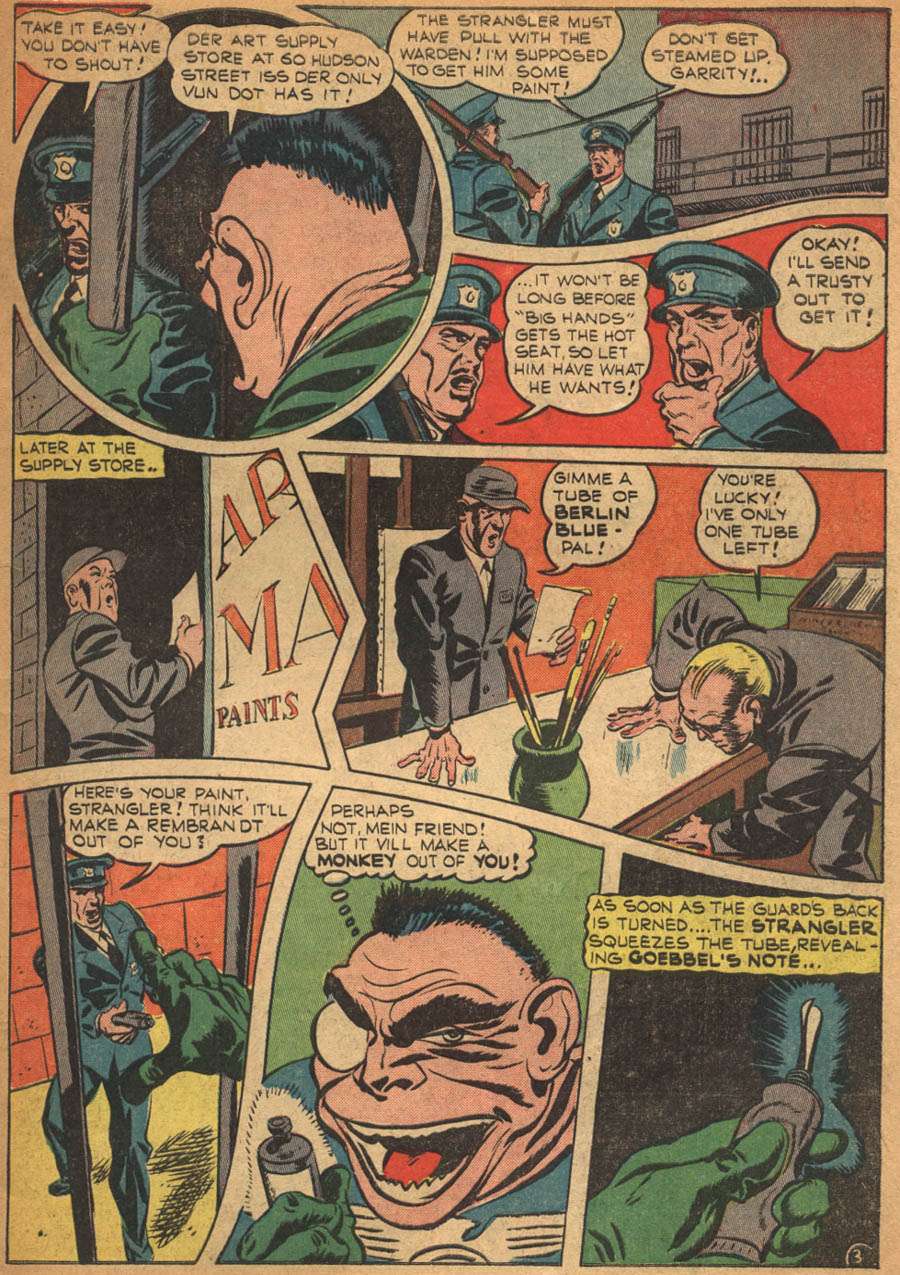 TAKE IT EASY!
YOU DON'T HAVE
TO SHOUT!
DER ART SUPPLY
STORE AT 60 HUDSON
STREET ISS DER ONLY
VUN DOT HAS IT!
THE STRANGLER MUST
HAVE PULL WITH THE
WARDEN! I'M SUPPOSED
TO GET HIM SOME
PAINT!
DON'T GET
STEAMED UP,
GARRITY!..
...IT WON'T BE
LONG BEFORE
"BIG HANDS"
GETS THE HOT
SEAT, SO LET
HIM HAVE WHAT
HE WANTS!
OKAY!
I'LL SEND
A TRUSTY
OUT TO
GET IT!
LATER AT THE
SUPPLY STORE..
AR
MA
PAINTS
GIMME A
TUBE OF
BERLIN
BLUE-
PAL!
YOU'RE
LUCKY!
I'VE ONLY
ONE TUBE
LEFT!
HERE'S YOUR PAINT,
STRANGLER! THINK IT'LL
MAKE A REMBRANDT
OUT OF YOU?
PERHAPS
NOT, MEIN FRIEND!
BUT IT VILL MAKE A
MONKEY OUT OF YOU!
AS SOON AS THE GUARD'S BACK
IS TURNED....THE STRANGLER
SQUEEZES THE TUBE, REVEAL-
ING GOEBBEL'S NOTE...
3